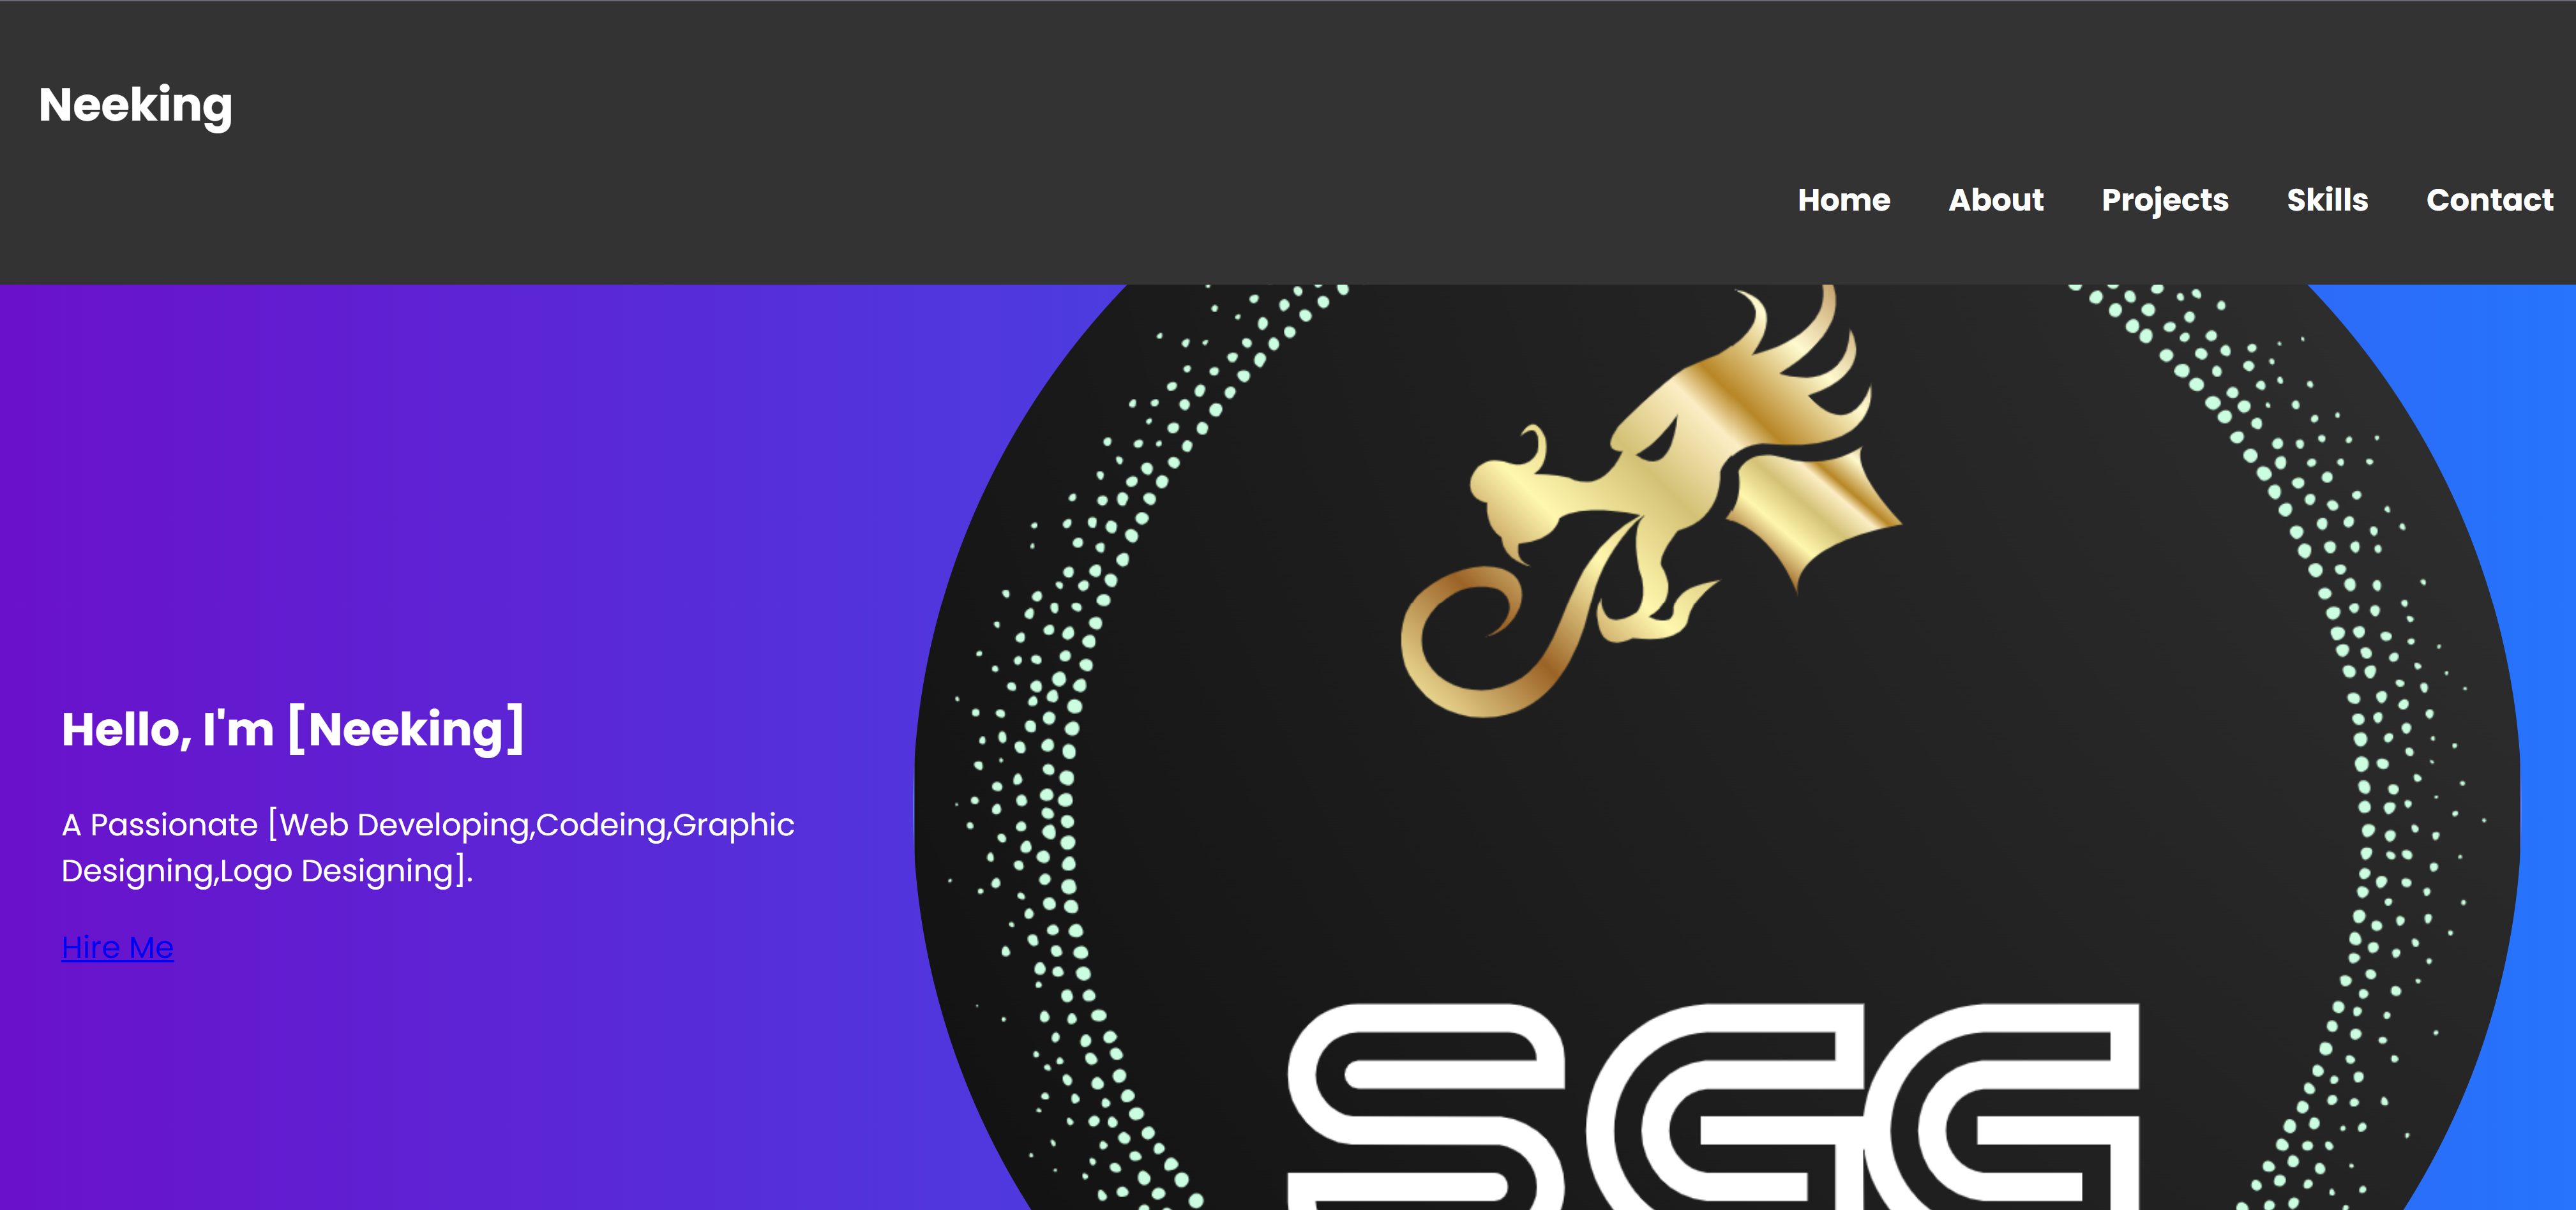 Neeking
Home About Projects Skills Contact
Hello, I'm [Neeking]
A Passionate [Web Developing,Codeing,Graphic
Designing,Logo Designing].
Hire Me
SGG